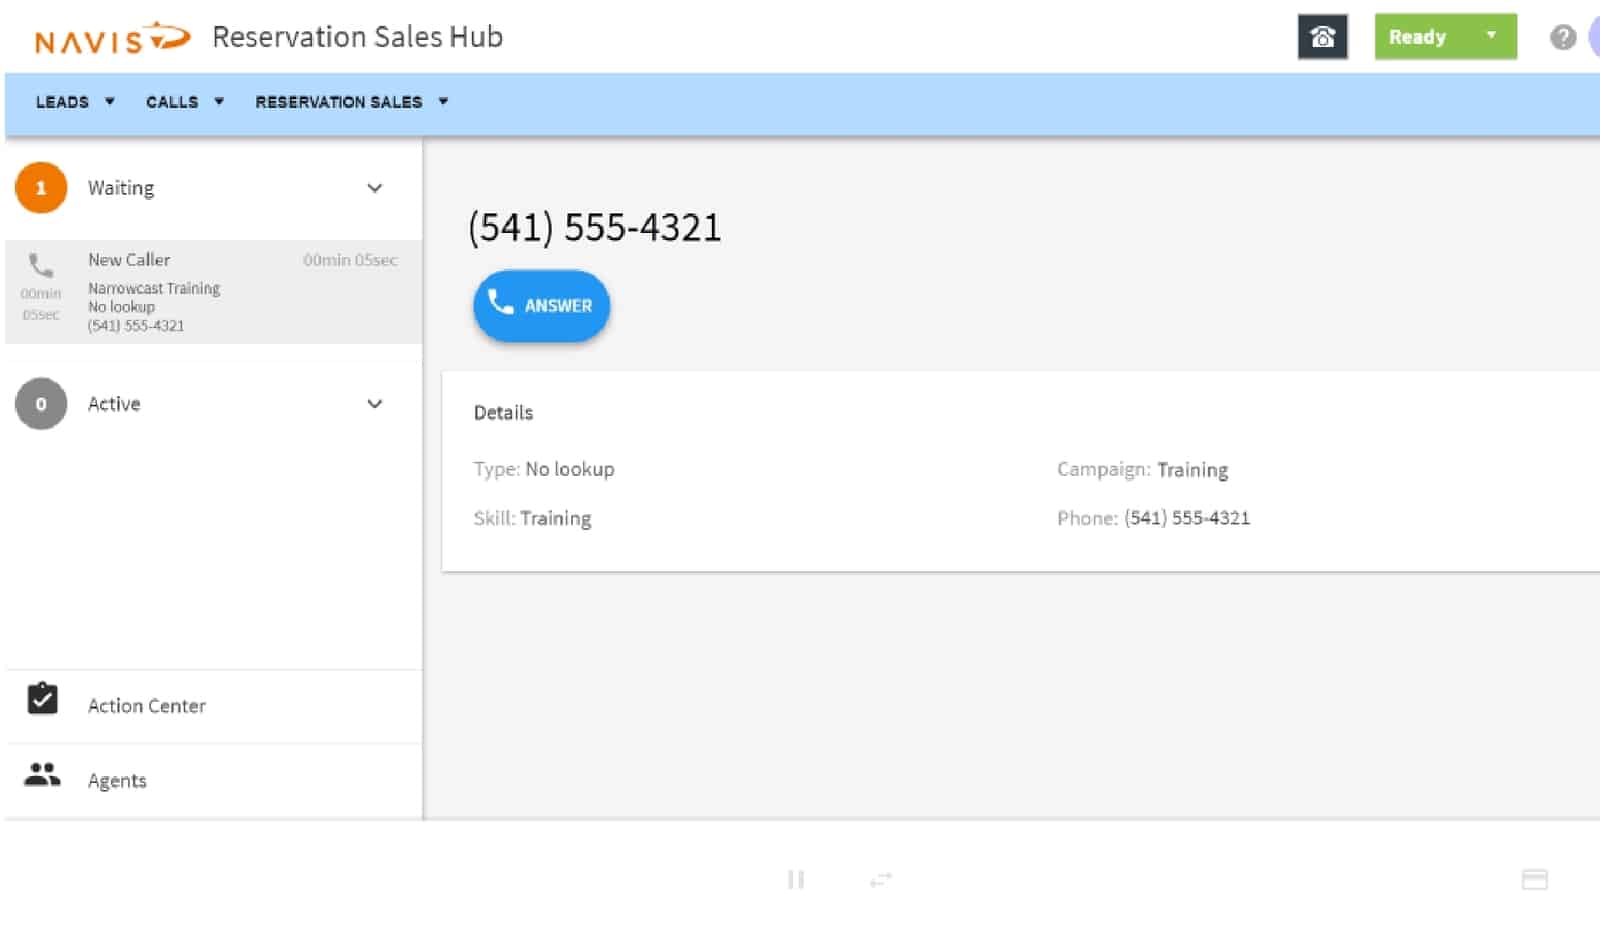 NAVIS Reservation Sales Hub
Ready
?
LEADS CALLS RESERVATION SALES
1 Waiting
New Caller 00min 05sec
00min
05sec
Narrowcast Training
No lookup
(541) 555-4321
0 Active
Action Center
Agents
(541) 555-4321
ANSWER
Details
Type: No lookup
Campaign: Training
Skill: Training
Phone: (541) 555-4321